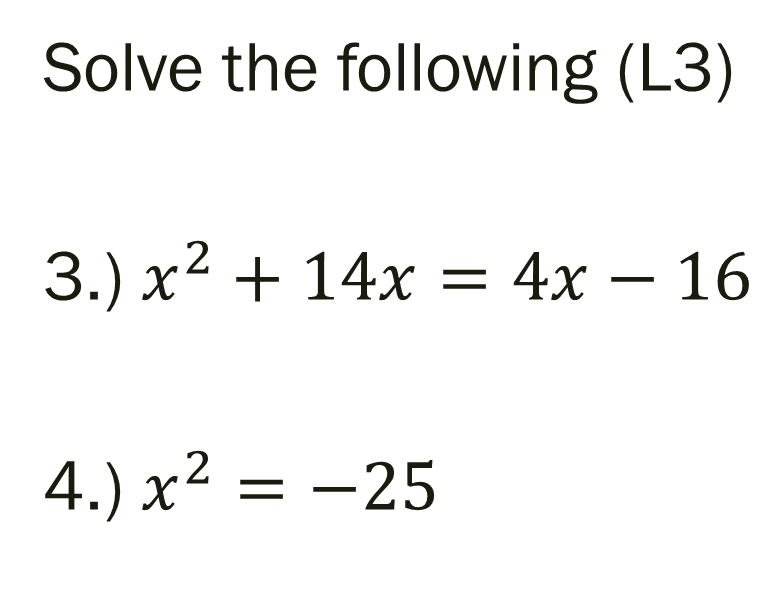 Solve the following (L3)
3.) x² + 14x = 4x − 16
4.) x² = −25